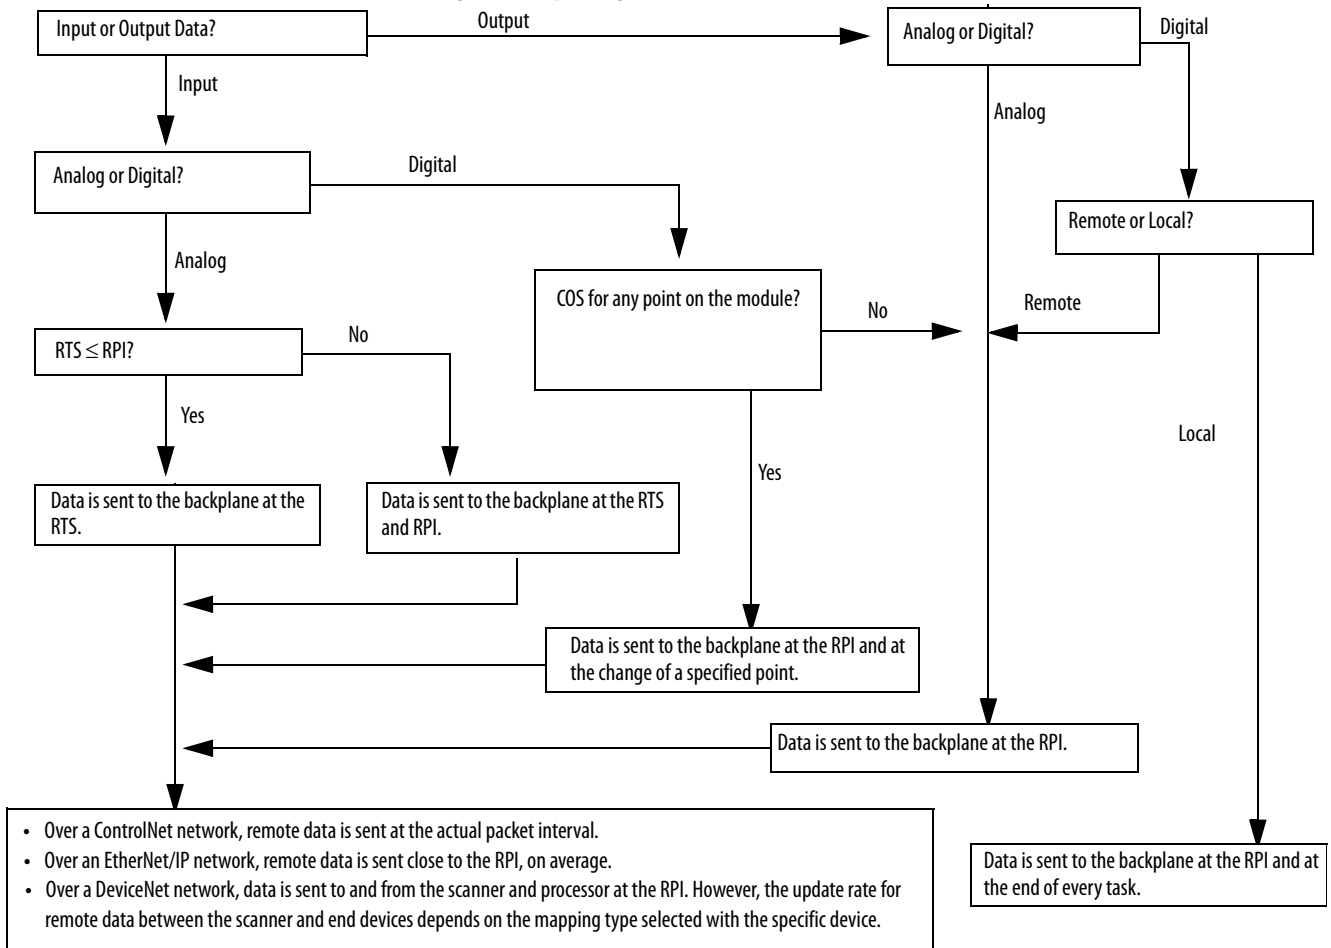 Input or Output Data?
Output
Analog or Digital?
Digital
Input
Analog
Analog or Digital?
Digital
Remote or Local?
Analog
COS for any point on the module?
No
Remote
RTS ≤ RPI?
No
Yes
Local
Yes
Data is sent to the backplane at the
RTS.
Data is sent to the backplane at the RTS
and RPI.
Data is sent to the backplane at the RPI and at
the change of a specified point.
Data is sent to the backplane at the RPI.
• Over a ControlNet network, remote data is sent at the actual packet interval.
• Over an EtherNet/IP network, remote data is sent close to the RPI, on average.
• Over a DeviceNet network, data is sent to and from the scanner and processor at the RPI. However, the update rate for
remote data between the scanner and end devices depends on the mapping type selected with the specific device.
Data is sent to the backplane at the RPI and at
the end of every task.